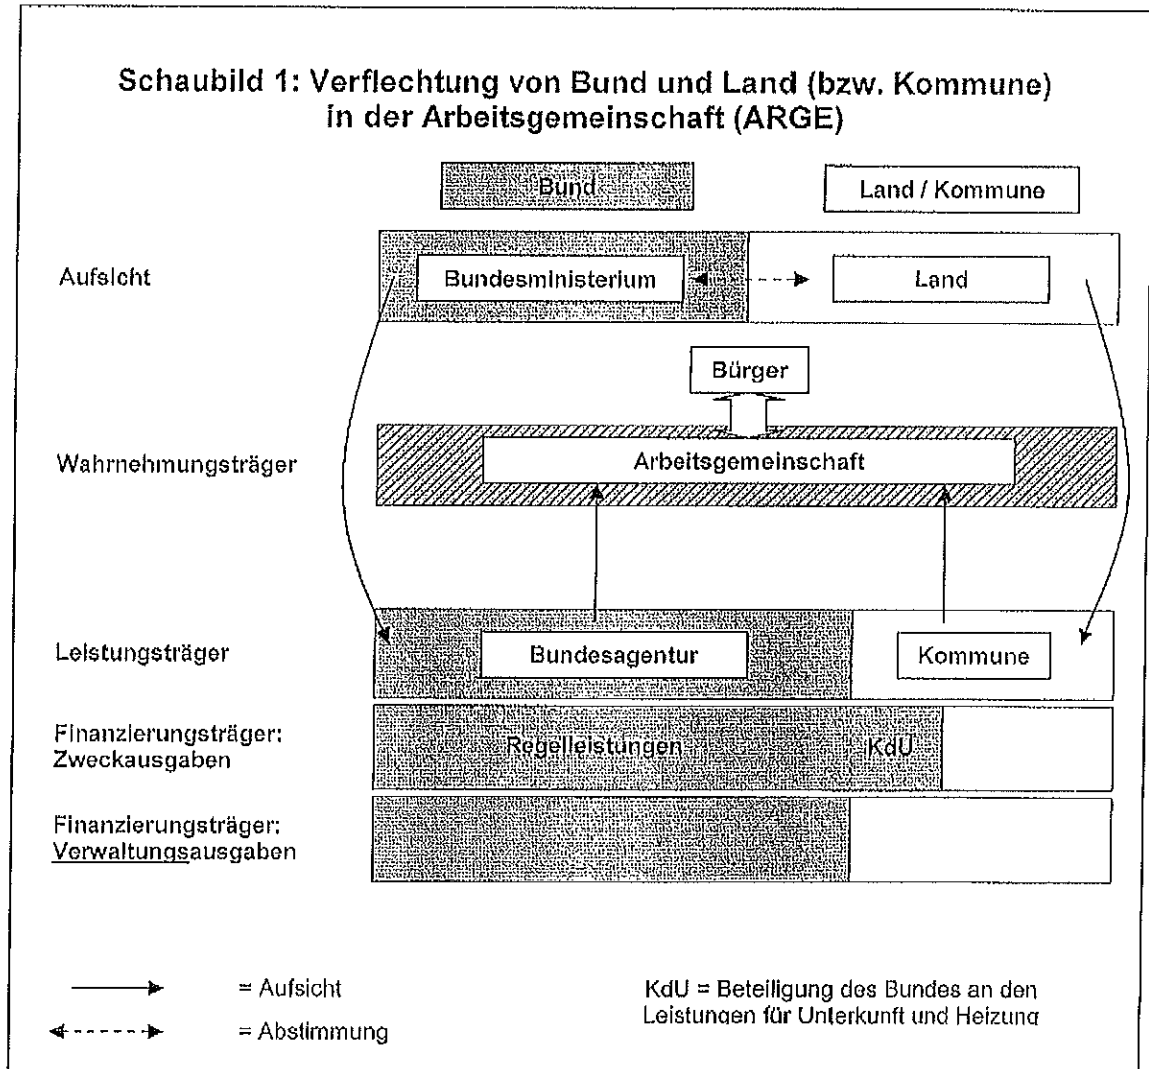 Schaubild 1: Verflechtung von Bund und Land (bzw. Kommune)
in der Arbeitsgemeinschaft (ARGE)
Bund
Land / Kommune
Aufsicht
Bundesministerium
Land
Bürger
Wahrnehmungsträger
Arbeitsgemeinschaft
Leistungsträger
Bundesagentur
Kommune
Finanzierungsträger:
Zweckausgaben
Regelleistungen
KdU
Finanzierungsträger:
Verwaltungsausgaben
= Aufsicht
= Abstimmung
KdU = Beteiligung des Bundes an den
Leistungen für Unterkunft und Heizung